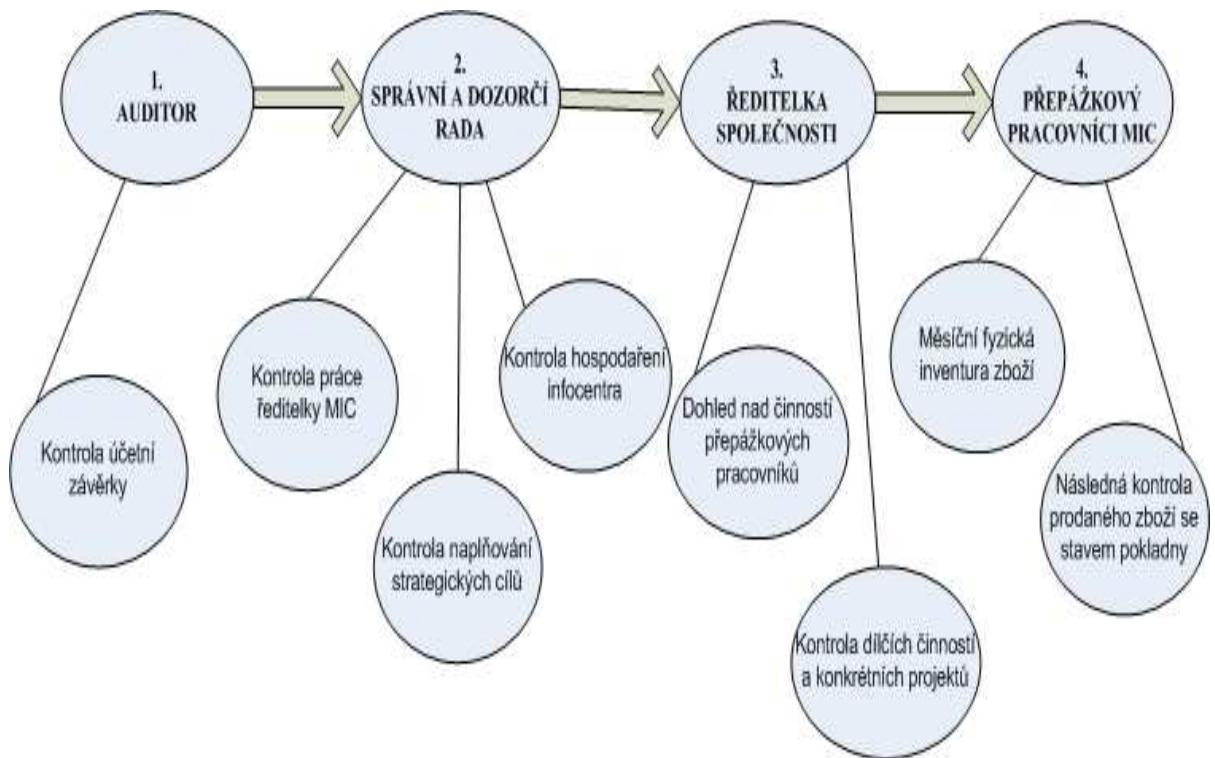 1.
AUDITOR
2.
SPRÁVNÍ A DOZORČÍ
RADA
3.
ŘEDITELKA
SPOLEČNOSTI
4.
PŘEPÁŽKOVÝ
PRACOVNÍCI MIC
Kontrola účetní
závěrky
Kontrola práce
ředitelky MIC
Kontrola naplňování
strategických cílů
Kontrola hospodaření
infocentra
Dohled nad činností
přepážkových
pracovníků
Kontrola dílčích činností
a konkrétních projektů
Měsíční fyzická
inventura zboží
Následná kontrola
prodaného zboží se
stavem pokladny